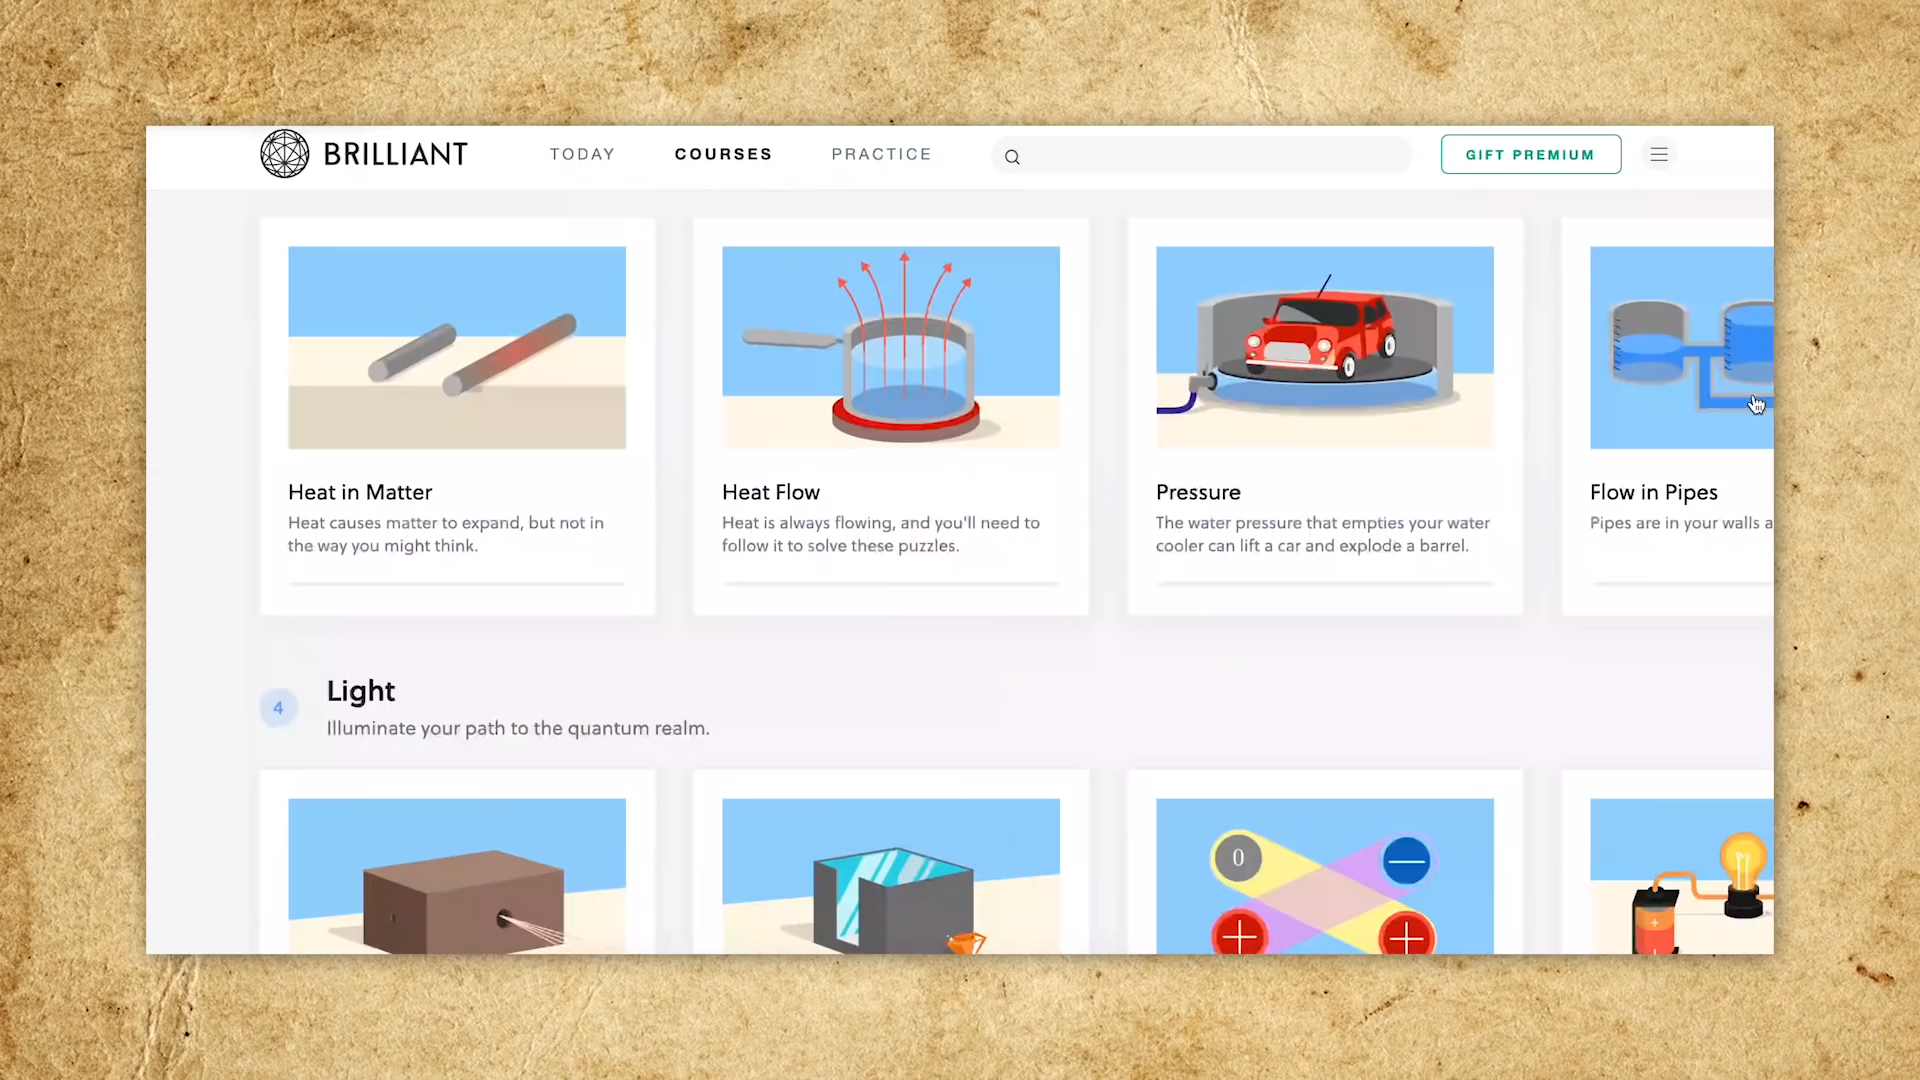 BRILLIANT
TODAY
COURSES
PRACTICE
GIFT PREMIUM
Heat in Matter
Heat causes matter to expand, but not in
the way you might think.
Heat Flow
Heat is always flowing, and you'll need to
follow it to solve these puzzles.
Pressure
The water pressure that empties your water
cooler can lift a car and explode a barrel.
Flow in Pipes
Pipes are in your walls a
4
Light
Illuminate your path to the quantum realm.
0